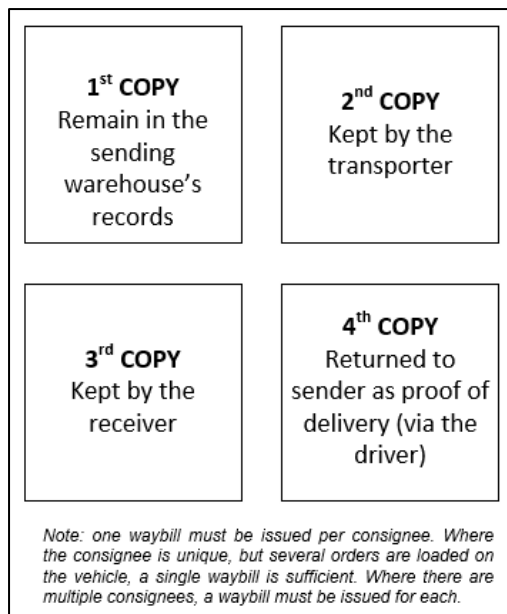 1st COPY
Remain in the
sending
warehouse's
records
2nd COPY
Kept by the
transporter
3rd COPY
Kept by the
receiver
4th COPY
Returned to
sender as proof of
delivery (via the
driver)
Note: one waybill must be issued per consignee. Where
the consignee is unique, but several orders are loaded on
the vehicle, a single waybill is sufficient. Where there are
multiple consignees, a waybill must be issued for each.